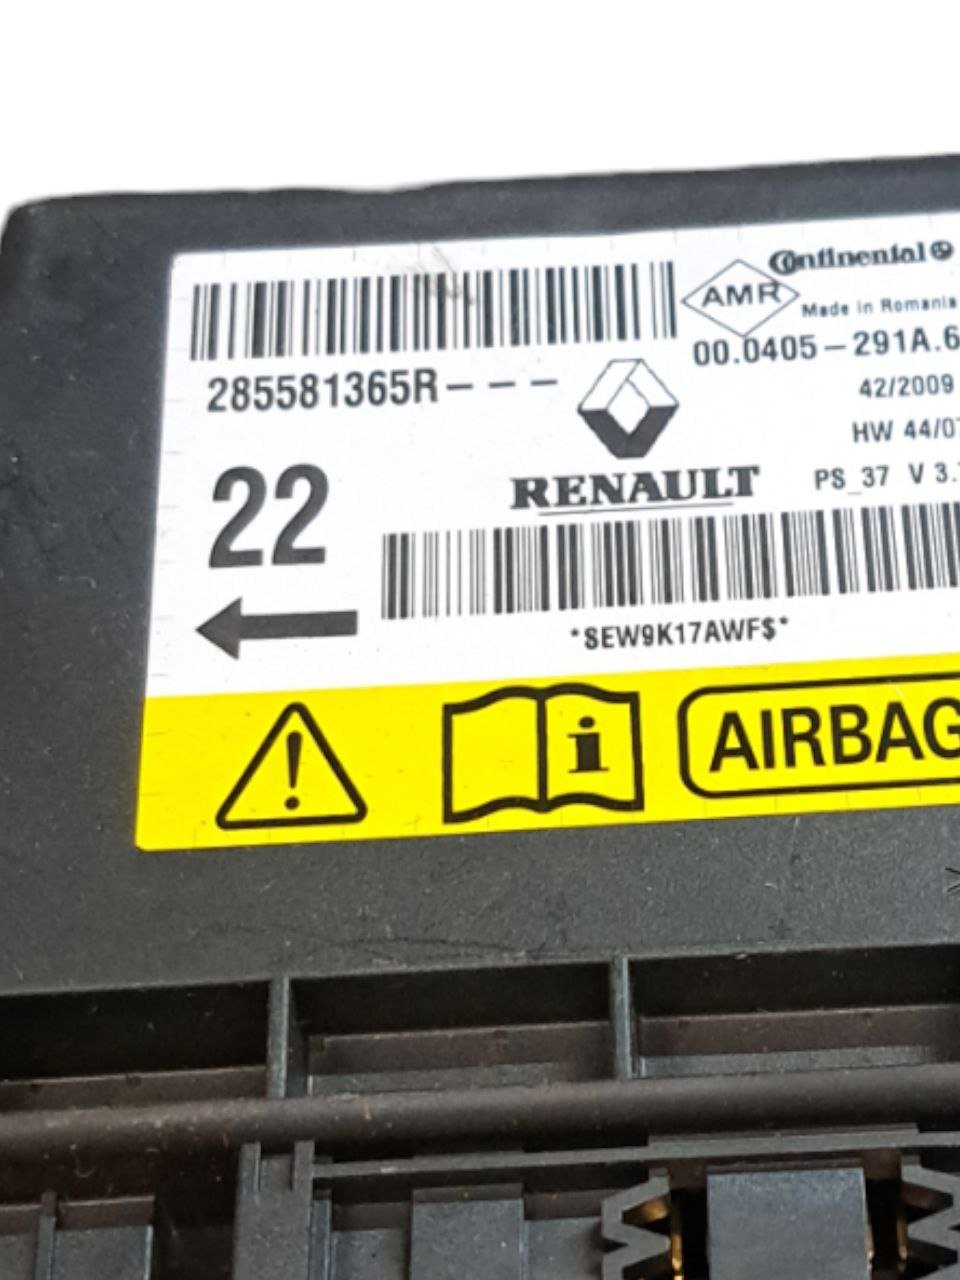 Continental
AMR
Made in Romania
285581365R---
00.0405-291A.6
42/2009
HW 44/07
22
RENAULT
PS_37 V 3.
*SEW9K17AWF$*
i
AIRBAG